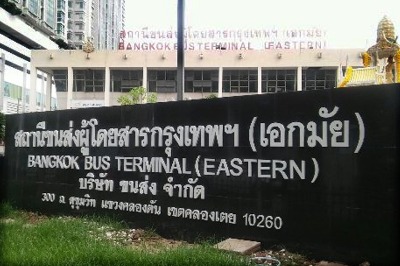 สถานีขนส่งผู้โดยสารกรุงเทพฯ (เอกมัย)
BANGKOK BUS TERMINAL (EASTERN)
สถานีขนส่งผู้โดยสารกรุงเทพฯ (เอกมัย)
BANGKOK BUS TERMINAL (EASTERN)
บริษัท ขนส่ง จำกัด
300 ถ. สุขุมวิท แขวงคลองตัน เขตคลองเตย 10260